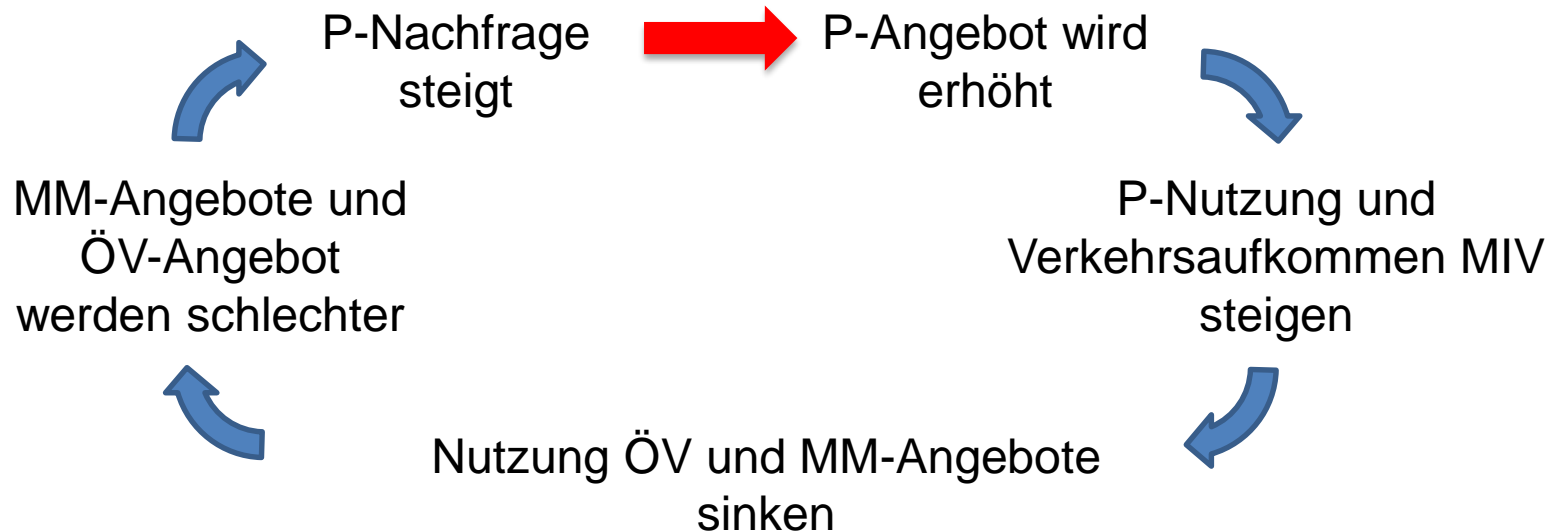 P-Nachfrage
steigt
P-Angebot wird
erhöht
P-Nutzung und
Verkehrsaufkommen MIV
steigen
Nutzung ÖV und MM-Angebote
sinken
MM-Angebote und
ÖV-Angebot
werden schlechter